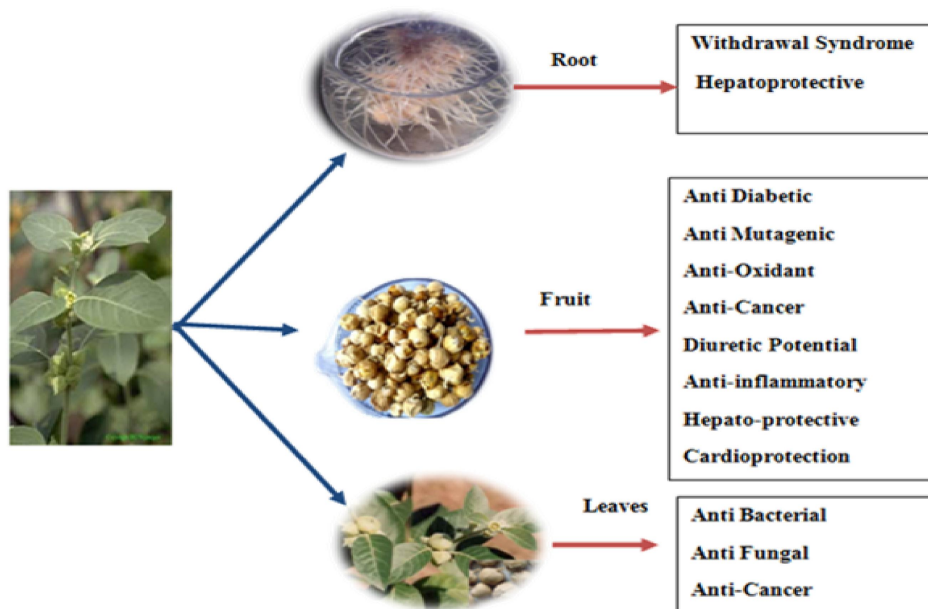 Root
Withdrawal Syndrome
Hepatoprotective
Fruit
Anti Diabetic
Anti Mutagenic
Anti-Oxidant
Anti-Cancer
Diuretic Potential
Anti-inflammatory
Hepato-protective
Cardioprotection
Leaves
Anti Bacterial
Anti Fungal
Anti-Cancer